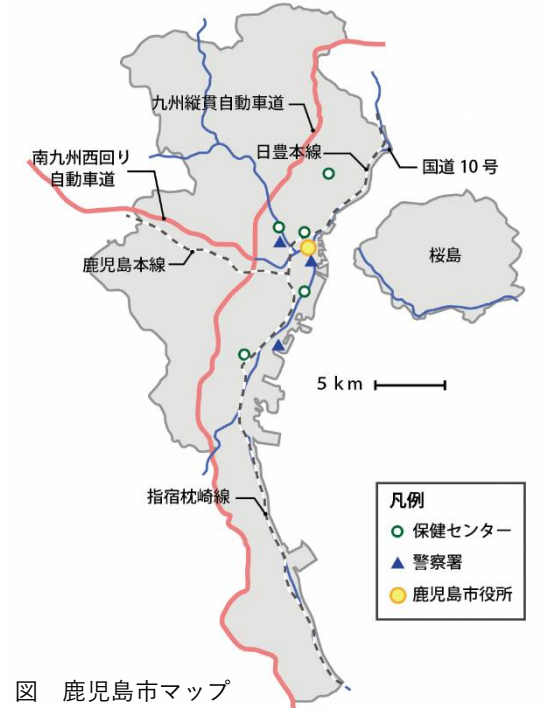 九州縦貫自動車道
日豊本線
南九州西回り
自動車道
国道 10 号
鹿児島本線
桜島
5 km
指宿枕崎線
凡例
保健センター
警察署
鹿児島市役所
図　鹿児島市マップ